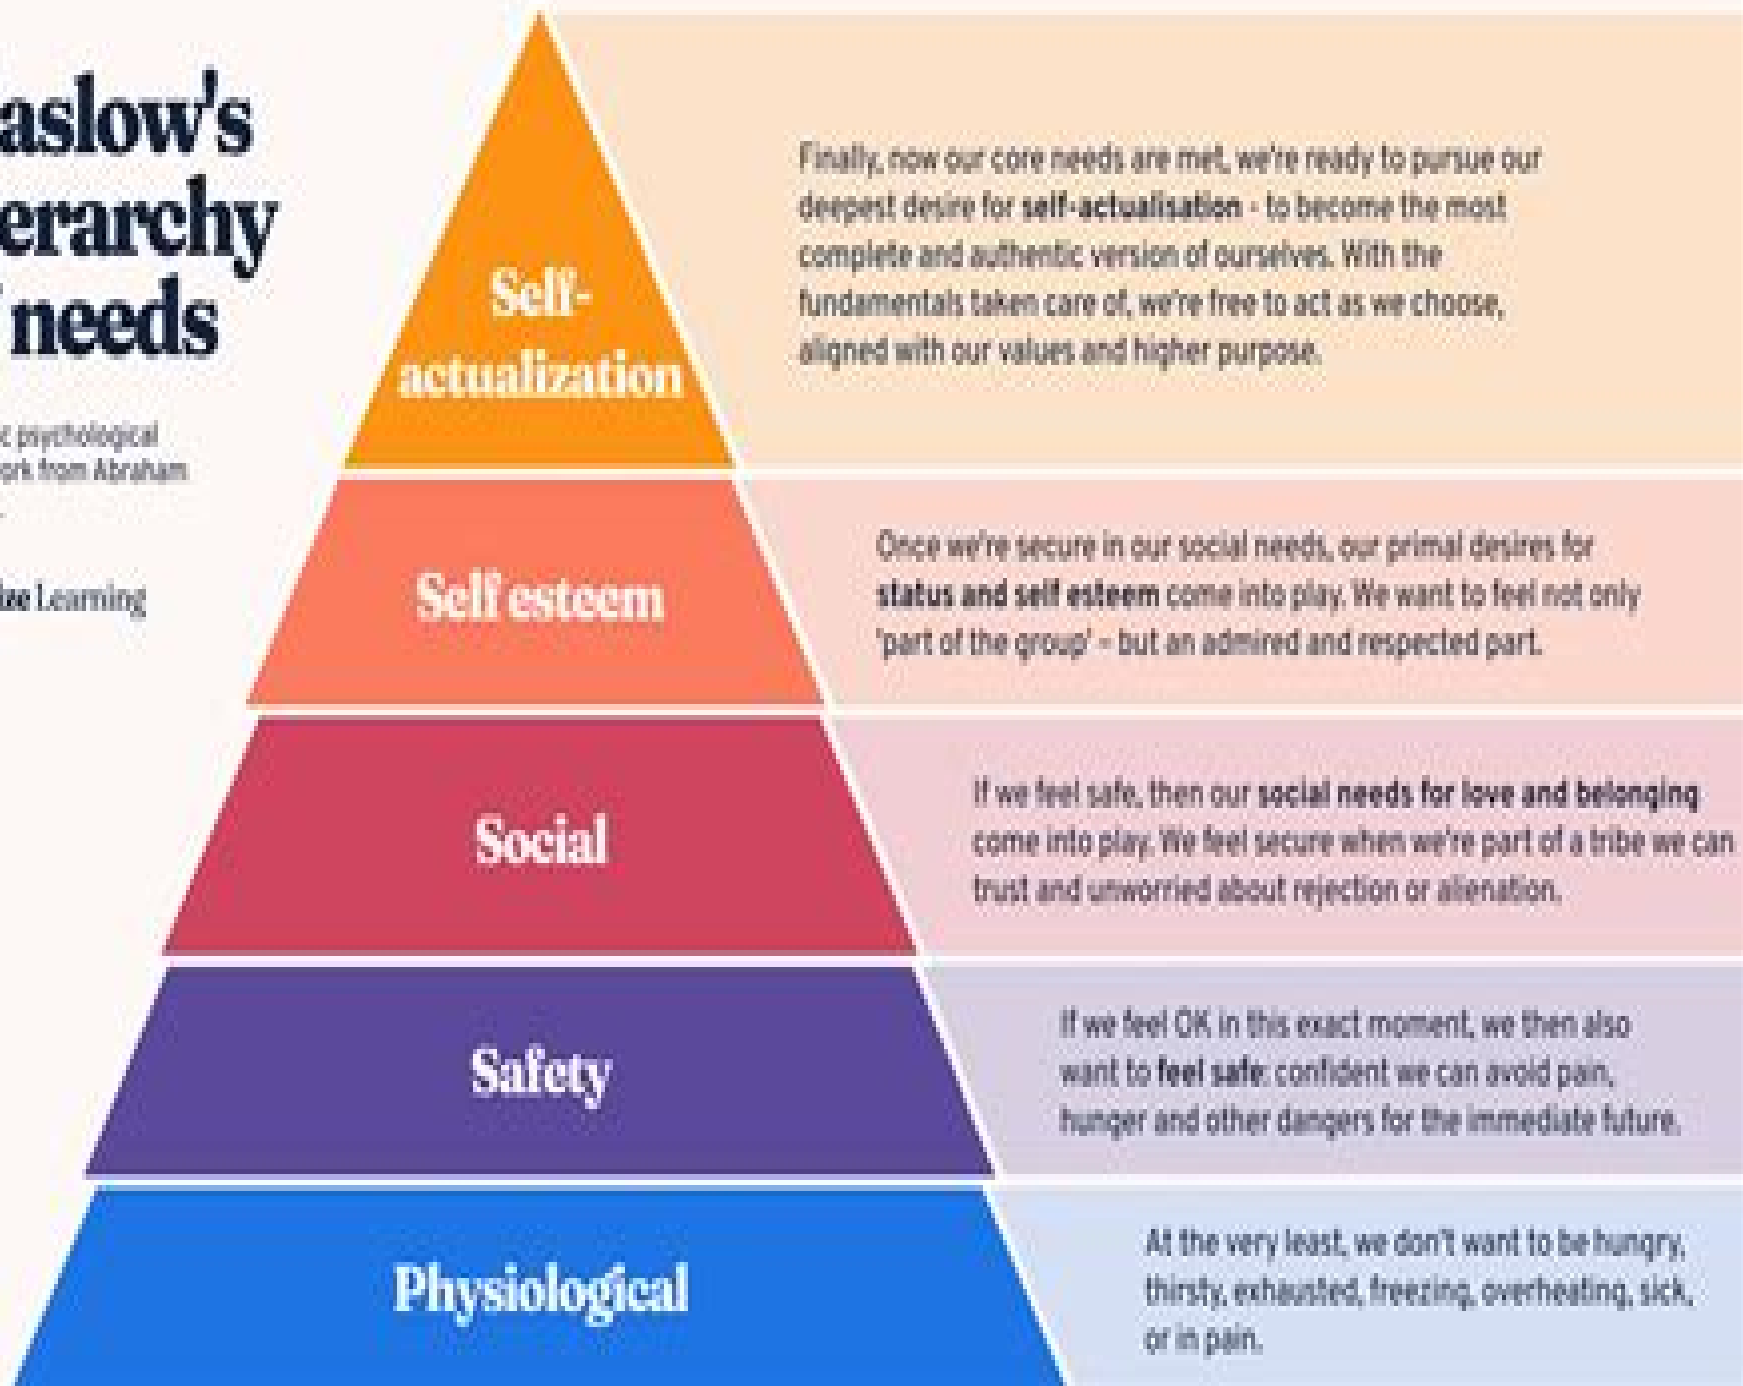 aslow's
erarchy
needs
c psychological
ork from Abraham
ize Learning
Self-
actualization
Finally, now our core needs are met, we're ready to pursue our
deepest desire for self-actualisation - to become the most
complete and authentic version of ourselves. With the
fundamentals taken care of, we're free to act as we choose,
aligned with our values and higher purpose.
Self esteem
Once we're secure in our social needs, our primal desires for
status and self esteem come into play. We want to feel not only
'part of the group' – but an admired and respected part.
Social
If we feel safe, then our social needs for love and belonging
come into play. We feel secure when we're part of a tribe we can
trust and unworried about rejection or alienation.
Safety
If we feel OK in this exact moment, we then also
want to feel safe: confident we can avoid pain,
hunger and other dangers for the immediate future.
Physiological
At the very least, we don't want to be hungry,
thirsty, exhausted, freezing, overheating, sick,
or in pain.